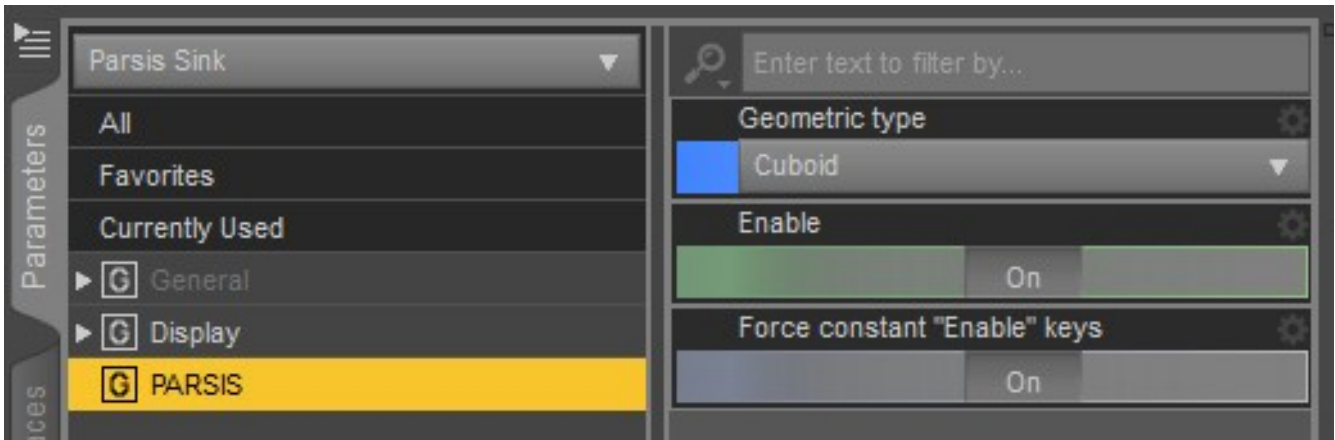 Parameters
Parsis Sink
All
Favorites
Currently Used
G General
G Display
G PARSIS
Enter text to filter by...
Geometric type
Cuboid
Enable
On
Force constant "Enable" keys
On